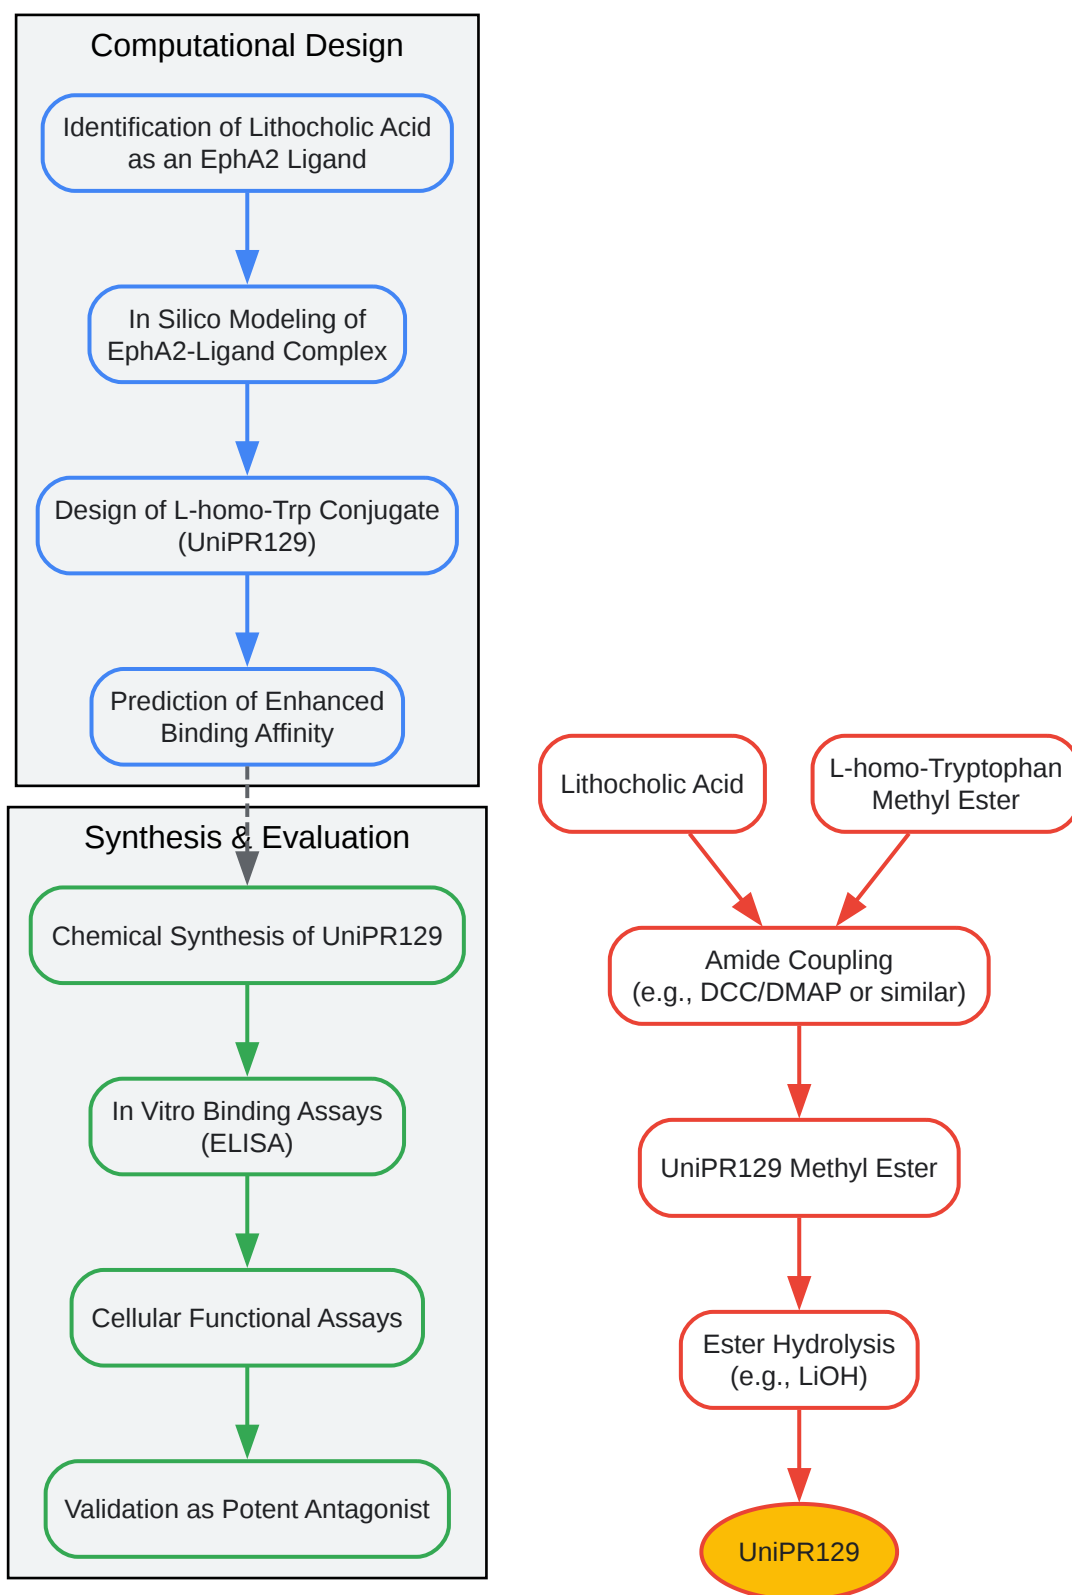 Computational Design
Identification of Lithocholic Acid
as an EphA2 Ligand
In Silico Modeling of
EphA2-Ligand Complex
Design of L-homo-Trp Conjugate
(UniPR129)
Prediction of Enhanced
Binding Affinity
Synthesis & Evaluation
Chemical Synthesis of UniPR129
In Vitro Binding Assays
(ELISA)
Cellular Functional Assays
Validation as Potent Antagonist
Lithocholic Acid
L-homo-Tryptophan
Methyl Ester
Amide Coupling
(e.g., DCC/DMAP or similar)
UniPR129 Methyl Ester
Ester Hydrolysis
(e.g., LiOH)
UniPR129